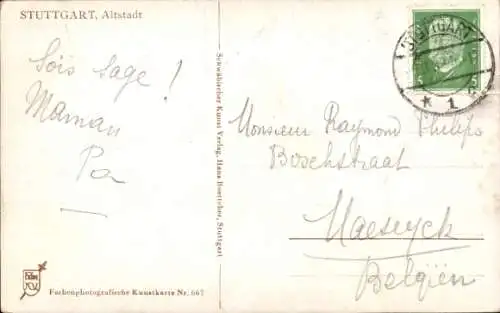 STUTTGART, Altstadt
Sois sage!
Maman
Pa
Schwäbischer Kunst Verlag, Hans Boettcher, Stuttgart
STUTTGART
* 1
Monsieur Raymond Philips
Boschstraat
Maeseyck
Belgiën
Farbenphotografische Kunstkarte Nr. 667